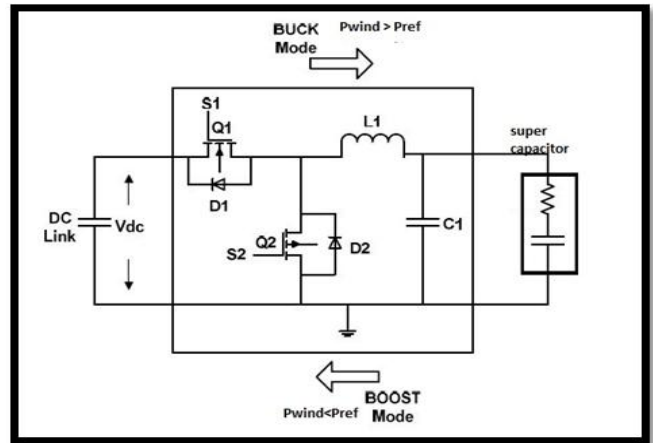 BUCK Mode
Pwind > Pref
S1
Q1
D1
L1
super capacitor
DC Link
Vdc
S2
Q2
D2
C1
Pwind<Pref
BOOST Mode